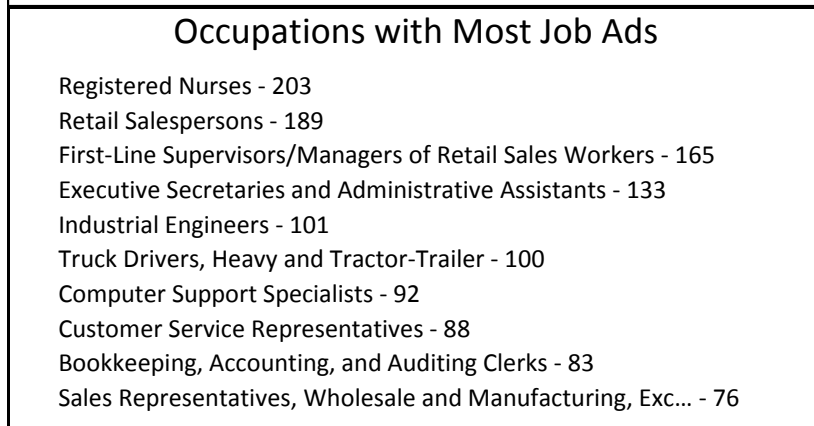 Occupations with Most Job Ads
Registered Nurses - 203
Retail Salespersons - 189
First-Line Supervisors/Managers of Retail Sales Workers - 165
Executive Secretaries and Administrative Assistants - 133
Industrial Engineers - 101
Truck Drivers, Heavy and Tractor-Trailer - 100
Computer Support Specialists - 92
Customer Service Representatives - 88
Bookkeeping, Accounting, and Auditing Clerks - 83
Sales Representatives, Wholesale and Manufacturing, Exc... - 76